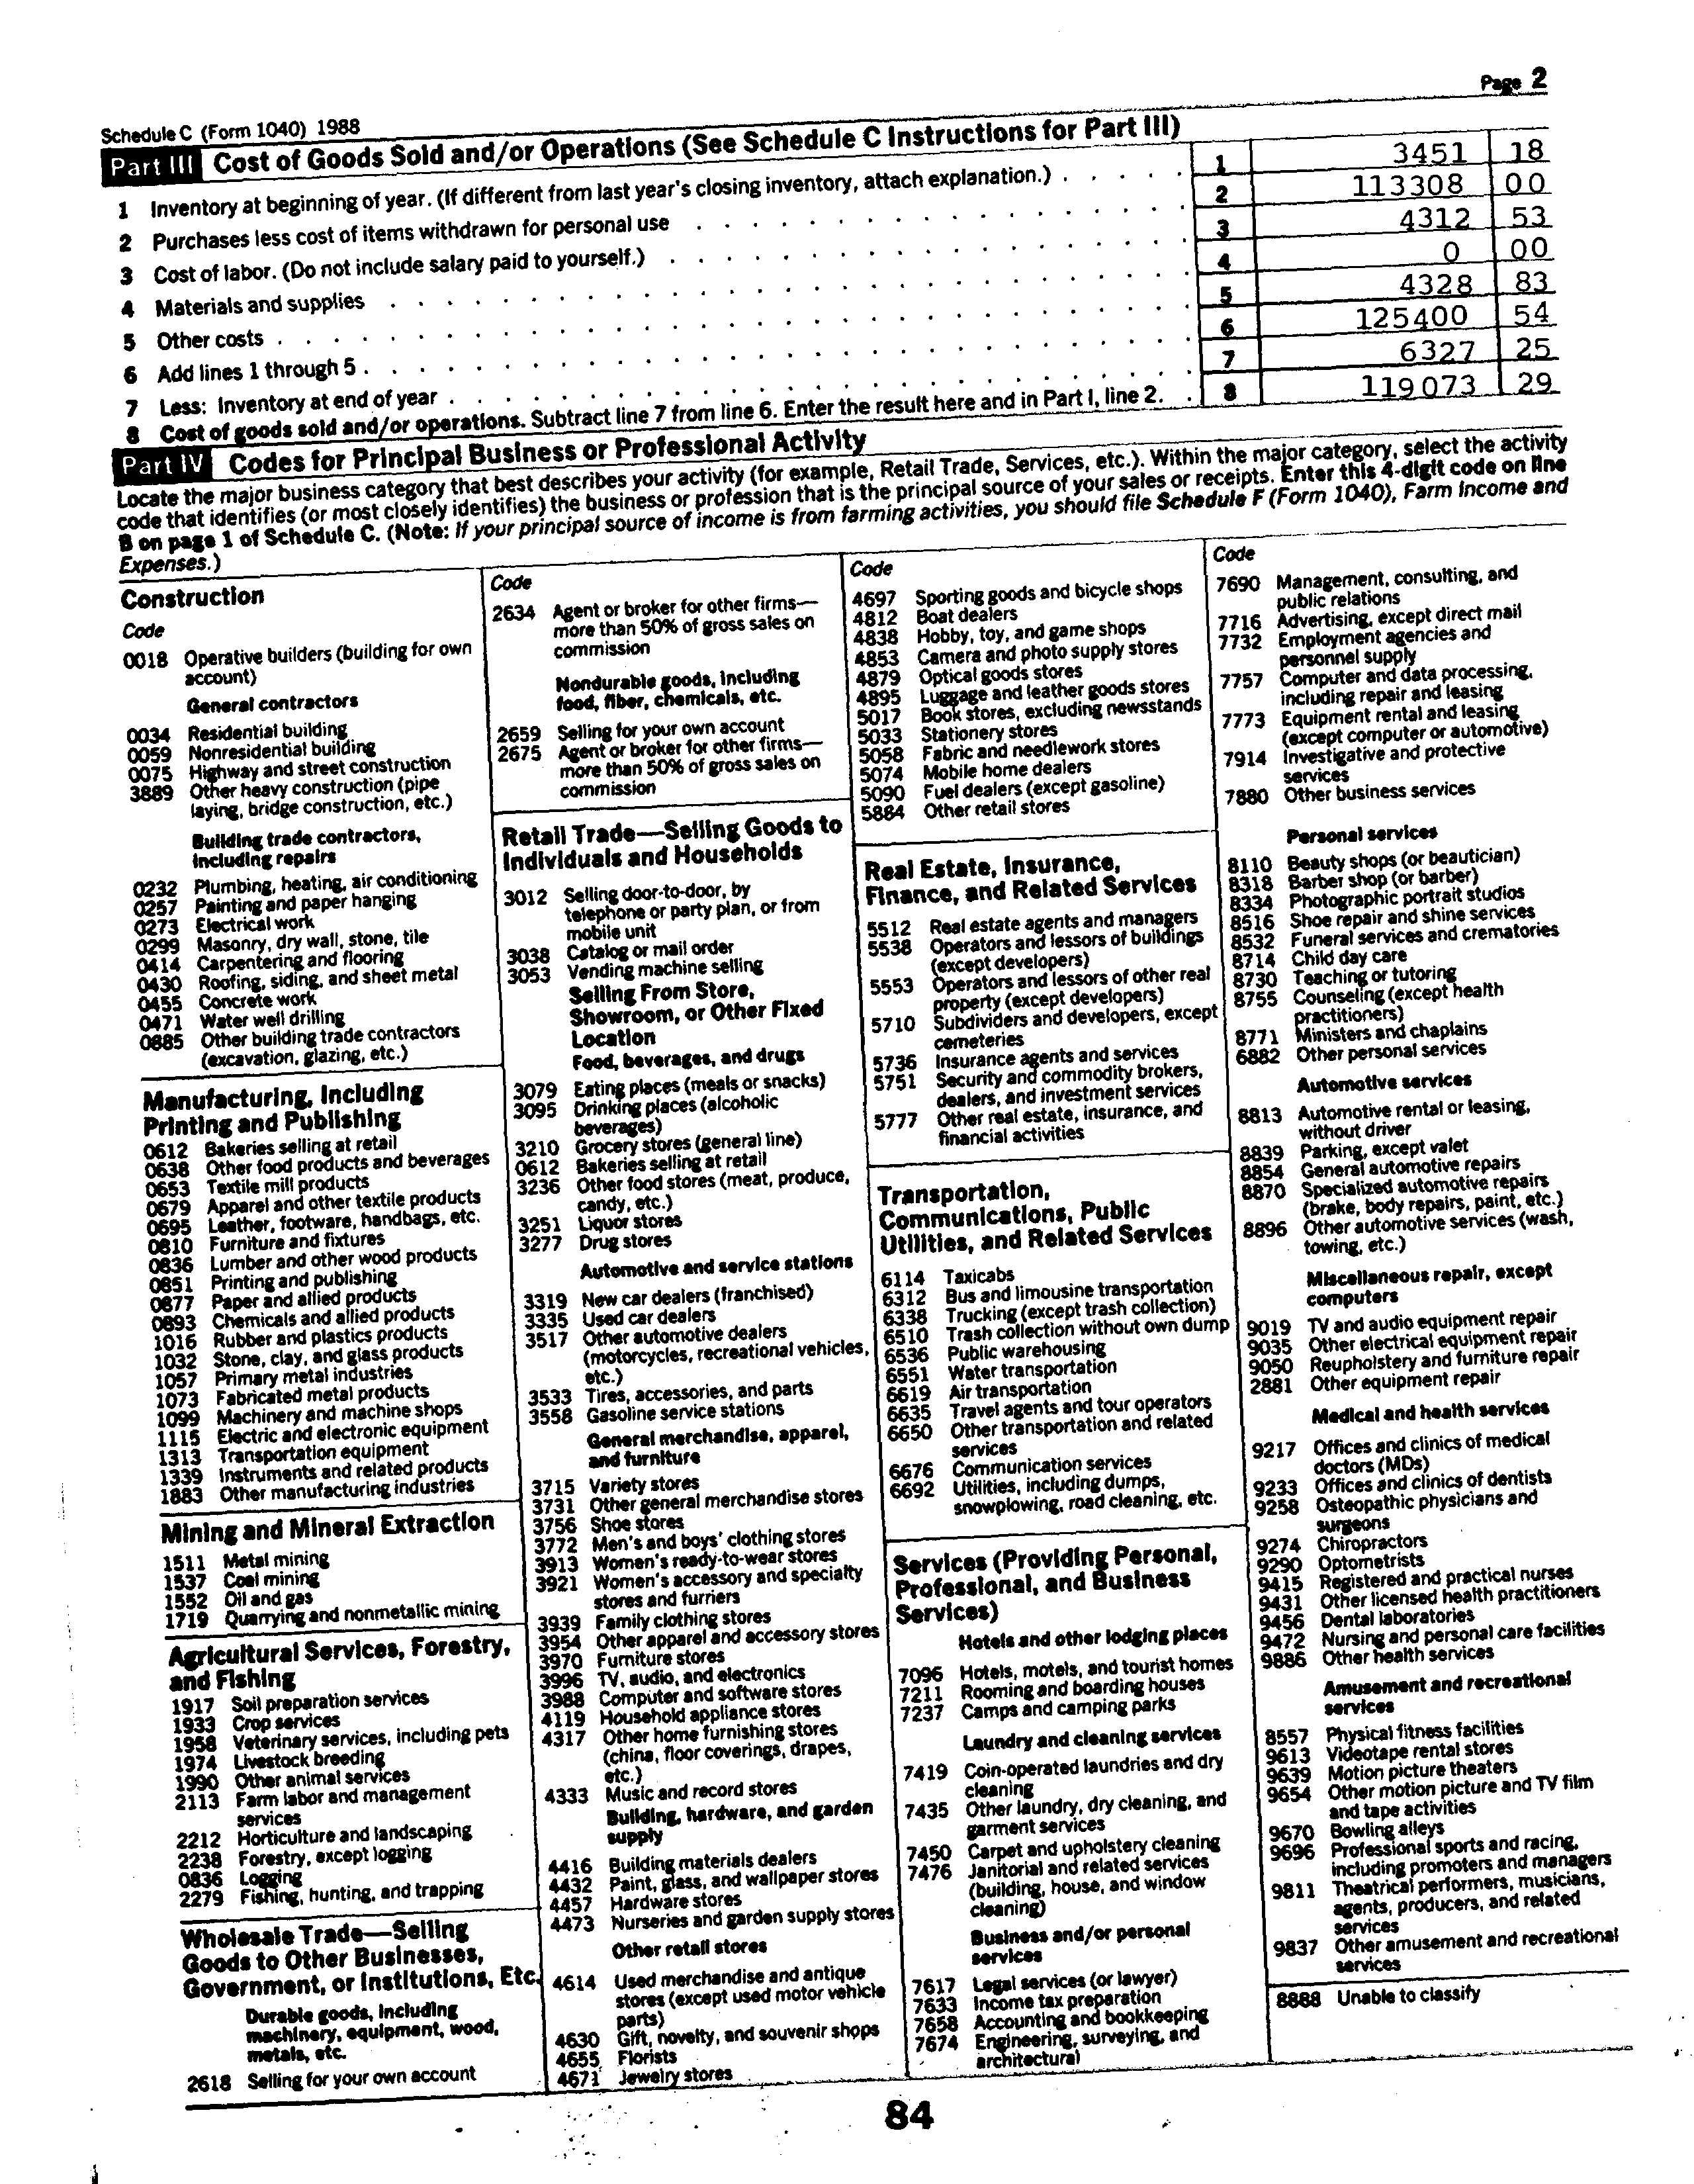 Page 2
Schedule C (Form 1040) 1988
Part III Cost of Goods Sold and/or Operations (See Schedule C Instructions for Part III)
1 Inventory at beginning of year. (If different from last year's closing inventory, attach explanation.) . . . . . 1 3451 18
2 Purchases less cost of items withdrawn for personal use 2 113308 00
3 Cost of labor. (Do not include salary paid to yourself.) 3 4312 53
4 Materials and supplies 4 0 00
5 Other costs 5 4328 83
6 Add lines 1 through 5 6 125400 54
7 Less: Inventory at end of year 7 6327 25
8 Cost of goods sold and/or operations. Subtract line 7 from line 6. Enter the result here and in Part I, line 2. . 8 119073 29
Part IV Codes for Principal Business or Professional Activity
Locate the major business category that best describes your activity (for example, Retail Trade, Services, etc.). Within the major category, select the activity
code that identifies (or most closely identifies) the business or profession that is the principal source of your sales or receipts. Enter this 4-digit code on line
B on page 1 of Schedule C. (Note: If your principal source of income is from farming activities, you should file Schedule F (Form 1040), Farm Income and
Expenses.)
Construction
Code
0018 Operative builders (building for own
account)
General contractors
0034 Residential building
0059 Nonresidential building
0075 Highway and street construction
3889 Other heavy construction (pipe
laying, bridge construction, etc.)
Building trade contractors,
including repairs
0232 Plumbing, heating, air conditioning
0257 Painting and paper hanging
0273 Electrical work
0299 Masonry, dry wall, stone, tile
0414 Carpentering and flooring
0430 Roofing, siding, and sheet metal
0455 Concrete work
0471 Water well drilling
0885 Other building trade contractors
(excavation, glazing, etc.)
Manufacturing, Including
Printing and Publishing
0612 Bakeries selling at retail
0638 Other food products and beverages
0653 Textile mill products
0679 Apparel and other textile products
0695 Leather, footware, handbags, etc.
0810 Furniture and fixtures
0836 Lumber and other wood products
0851 Printing and publishing
0877 Paper and allied products
0893 Chemicals and allied products
1016 Rubber and plastics products
1032 Stone, clay, and glass products
1057 Primary metal industries
1073 Fabricated metal products
1099 Machinery and machine shops
1115 Electric and electronic equipment
1313 Transportation equipment
1339 Instruments and related products
1883 Other manufacturing industries
Mining and Mineral Extraction
1511 Metal mining
1537 Coal mining
1552 Oil and gas
1719 Quarrying and nonmetallic mining
Agricultural Services, Forestry,
and Fishing
1917 Soil preparation services
1933 Crop services
1958 Veterinary services, including pets
1974 Livestock breeding
1990 Other animal services
2113 Farm labor and management
services
2212 Horticulture and landscaping
2238 Forestry, except logging
0836 Logging
2279 Fishing, hunting, and trapping
Wholesale Trade—Selling
Goods to Other Businesses,
Government, or Institutions, Etc.
Durable goods, including
machinery, equipment, wood,
metals, etc.
2618 Selling for your own account
Code
2634 Agent or broker for other firms—
more than 50% of gross sales on
commission
Nondurable goods, including
food, fiber, chemicals, etc.
2659 Selling for your own account
2675 Agent or broker for other firms—
more than 50% of gross sales on
commission
Retail Trade—Selling Goods to
Individuals and Households
3012 Selling door-to-door, by
telephone or party plan, or from
mobile unit
3038 Catalog or mail order
3053 Vending machine selling
Selling From Store,
Showroom, or Other Fixed
Location
Food, beverages, and drugs
3079 Eating places (meals or snacks)
3095 Drinking places (alcoholic
beverages)
3210 Grocery stores (general line)
0612 Bakeries selling at retail
3236 Other food stores (meat, produce,
candy, etc.)
3251 Liquor stores
3277 Drug stores
Automotive and service stations
3319 New car dealers (franchised)
3335 Used car dealers
3517 Other automotive dealers
(motorcycles, recreational vehicles,
etc.)
3533 Tires, accessories, and parts
3558 Gasoline service stations
General merchandise, apparel,
and furniture
3715 Variety stores
3731 Other general merchandise stores
3756 Shoe stores
3772 Men's and boys' clothing stores
3913 Women's ready-to-wear stores
3921 Women's accessory and specialty
stores and furriers
3939 Family clothing stores
3954 Other apparel and accessory stores
3970 Furniture stores
3996 TV, audio, and electronics
3988 Computer and software stores
4119 Household appliance stores
4317 Other home furnishing stores
(china, floor coverings, drapes,
etc.)
4333 Music and record stores
Building, hardware, and garden
supply
4416 Building materials dealers
4432 Paint, glass, and wallpaper stores
4457 Hardware stores
4473 Nurseries and garden supply stores
Other retail stores
4614 Used merchandise and antique
stores (except used motor vehicle
parts)
4630 Gift, novelty, and souvenir shops
4655 Florists
4671 Jewelry stores
Code
4697 Sporting goods and bicycle shops
4812 Boat dealers
4838 Hobby, toy, and game shops
4853 Camera and photo supply stores
4879 Optical goods stores
4895 Luggage and leather goods stores
5017 Book stores, excluding newsstands
5033 Stationery stores
5058 Fabric and needlework stores
5074 Mobile home dealers
5090 Fuel dealers (except gasoline)
5884 Other retail stores
Real Estate, Insurance,
Finance, and Related Services
5512 Real estate agents and managers
5538 Operators and lessors of buildings
(except developers)
5553 Operators and lessors of other real
property (except developers)
5710 Subdividers and developers, except
cemeteries
5736 Insurance agents and services
5751 Security and commodity brokers,
dealers, and investment services
5777 Other real estate, insurance, and
financial activities
Transportation,
Communications, Public
Utilities, and Related Services
6114 Taxicabs
6312 Bus and limousine transportation
6338 Trucking (except trash collection)
6510 Trash collection without own dump
6536 Public warehousing
6551 Water transportation
6619 Air transportation
6635 Travel agents and tour operators
6650 Other transportation and related
services
6676 Communication services
6692 Utilities, including dumps,
snowplowing, road cleaning, etc.
Services (Providing Personal,
Professional, and Business
Services)
Hotels and other lodging places
7096 Hotels, motels, and tourist homes
7211 Rooming and boarding houses
7237 Camps and camping parks
Laundry and cleaning services
7419 Coin-operated laundries and dry
cleaning
7435 Other laundry, dry cleaning, and
garment services
7450 Carpet and upholstery cleaning
7476 Janitorial and related services
(building, house, and window
cleaning)
Business and/or personal
services
7617 Legal services (or lawyer)
7633 Income tax preparation
7658 Accounting and bookkeeping
7674 Engineering, surveying, and
architectural
Code
7690 Management, consulting, and
public relations
7716 Advertising, except direct mail
7732 Employment agencies and
personnel supply
7757 Computer and data processing,
including repair and leasing
7773 Equipment rental and leasing
(except computer or automotive)
7914 Investigative and protective
services
7880 Other business services
Personal services
8110 Beauty shops (or beautician)
8318 Barber shop (or barber)
8334 Photographic portrait studios
8516 Shoe repair and shine services
8532 Funeral services and crematories
8714 Child day care
8730 Teaching or tutoring
8755 Counseling (except health
practitioners)
8771 Ministers and chaplains
6882 Other personal services
Automotive services
8813 Automotive rental or leasing,
without driver
8839 Parking, except valet
8854 General automotive repairs
8870 Specialized automotive repairs
(brake, body repairs, paint, etc.)
8896 Other automotive services (wash,
towing, etc.)
Miscellaneous repair, except
computers
9019 TV and audio equipment repair
9035 Other electrical equipment repair
9050 Reupholstery and furniture repair
2881 Other equipment repair
Medical and health services
9217 Offices and clinics of medical
doctors (MDs)
9233 Offices and clinics of dentists
9258 Osteopathic physicians and
surgeons
9274 Chiropractors
9290 Optometrists
9415 Registered and practical nurses
9431 Other licensed health practitioners
9456 Dental laboratories
9472 Nursing and personal care facilities
9886 Other health services
Amusement and recreational
services
8557 Physical fitness facilities
9613 Videotape rental stores
9639 Motion picture theaters
9654 Other motion picture and TV film
and tape activities
9670 Bowling alleys
9696 Professional sports and racing,
including promoters and managers
9811 Theatrical performers, musicians,
agents, producers, and related
services
9837 Other amusement and recreational
services
8888 Unable to classify
84